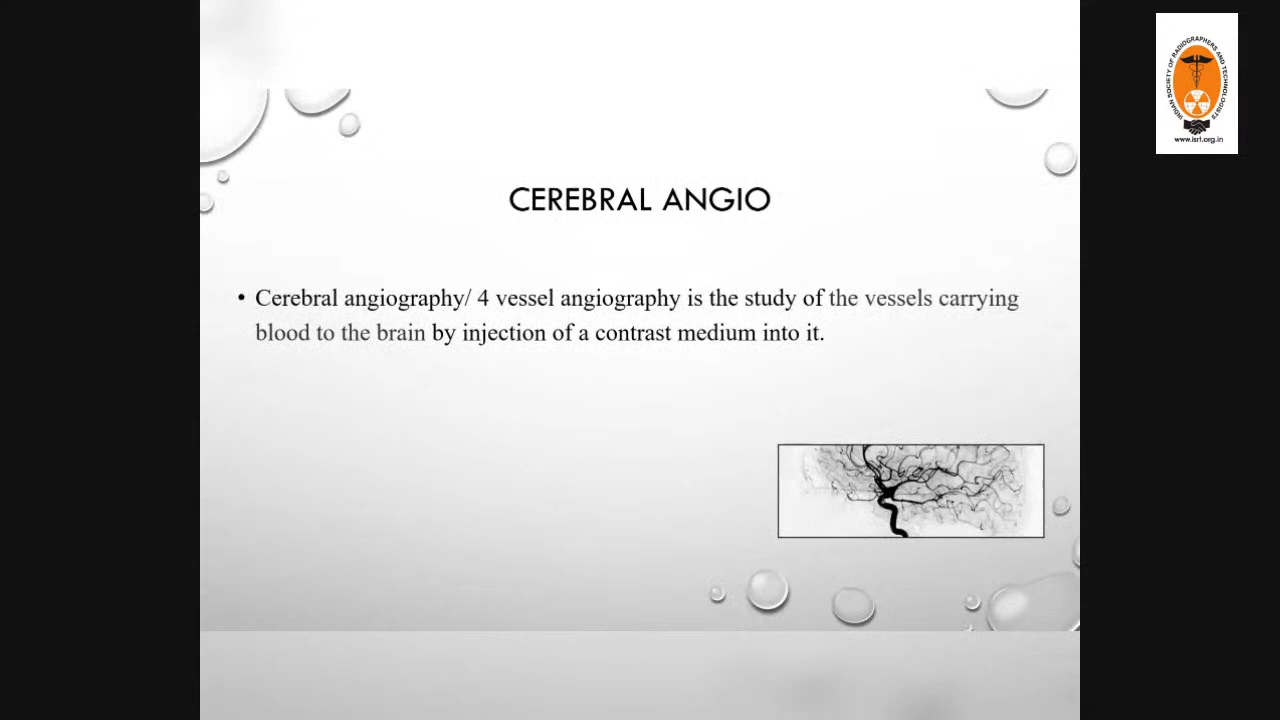 CEREBRAL ANGIO
• Cerebral angiography/ 4 vessel angiography is the study of the vessels carrying
blood to the brain by injection of a contrast medium into it.
INDIAN SOCIETY OF RADIOGRAPHERS AND TECHNOLOGISTS
www.isrt.org.in